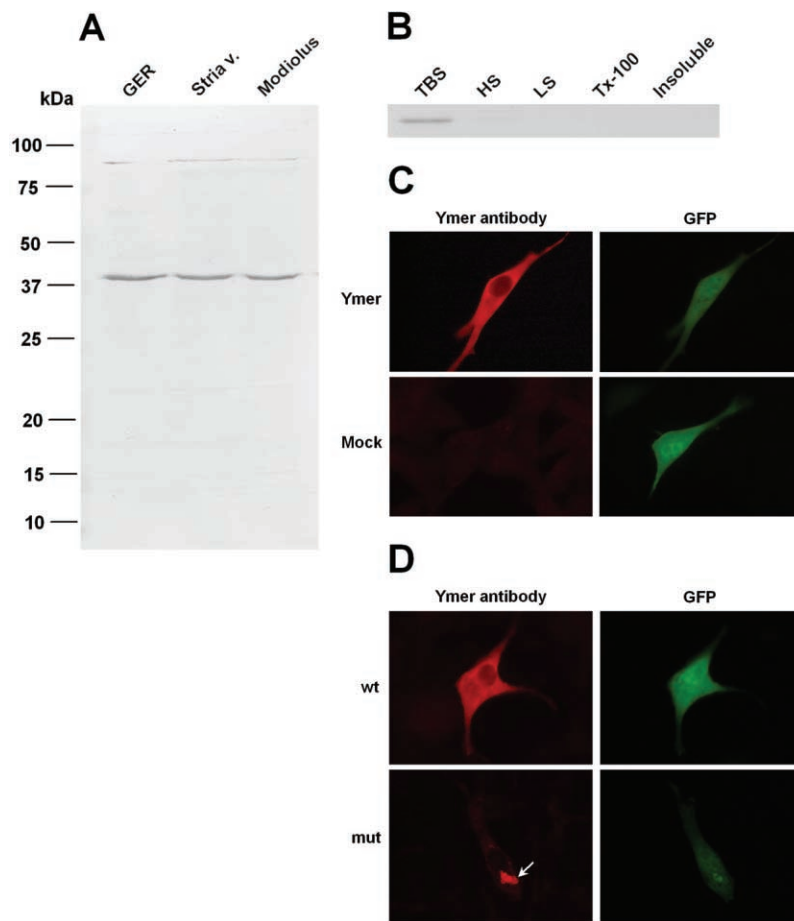 A
GER Stria v. Modiolus
kDa
100
75
50
37
25
20
15
10
B
TBS HS LS Tx-100 Insoluble
C
Ymer antibody GFP
Ymer
Mock
D
Ymer antibody GFP
wt
mut